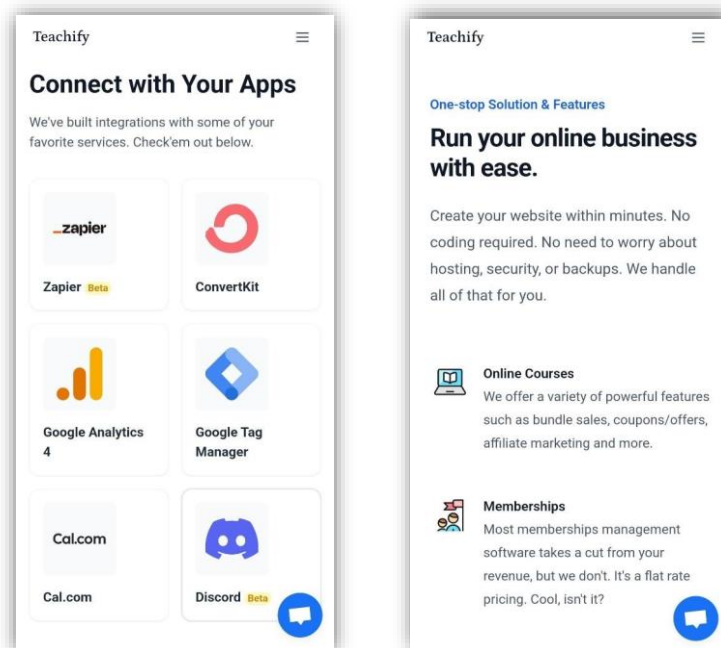 Teachify
Connect with Your Apps
We've built integrations with some of your
favorite services. Check'em out below.
_zapier
Zapier Beta
ConvertKit
Google Analytics
4
Google Tag
Manager
Cal.com
Cal.com
Discord Beta
Teachify
One-stop Solution & Features
Run your online business
with ease.
Create your website within minutes. No
coding required. No need to worry about
hosting, security, or backups. We handle
all of that for you.
Online Courses
We offer a variety of powerful features
such as bundle sales, coupons/offers,
affiliate marketing and more.
Memberships
Most memberships management
software takes a cut from your
revenue, but we don't. It's a flat rate
pricing. Cool, isn't it?